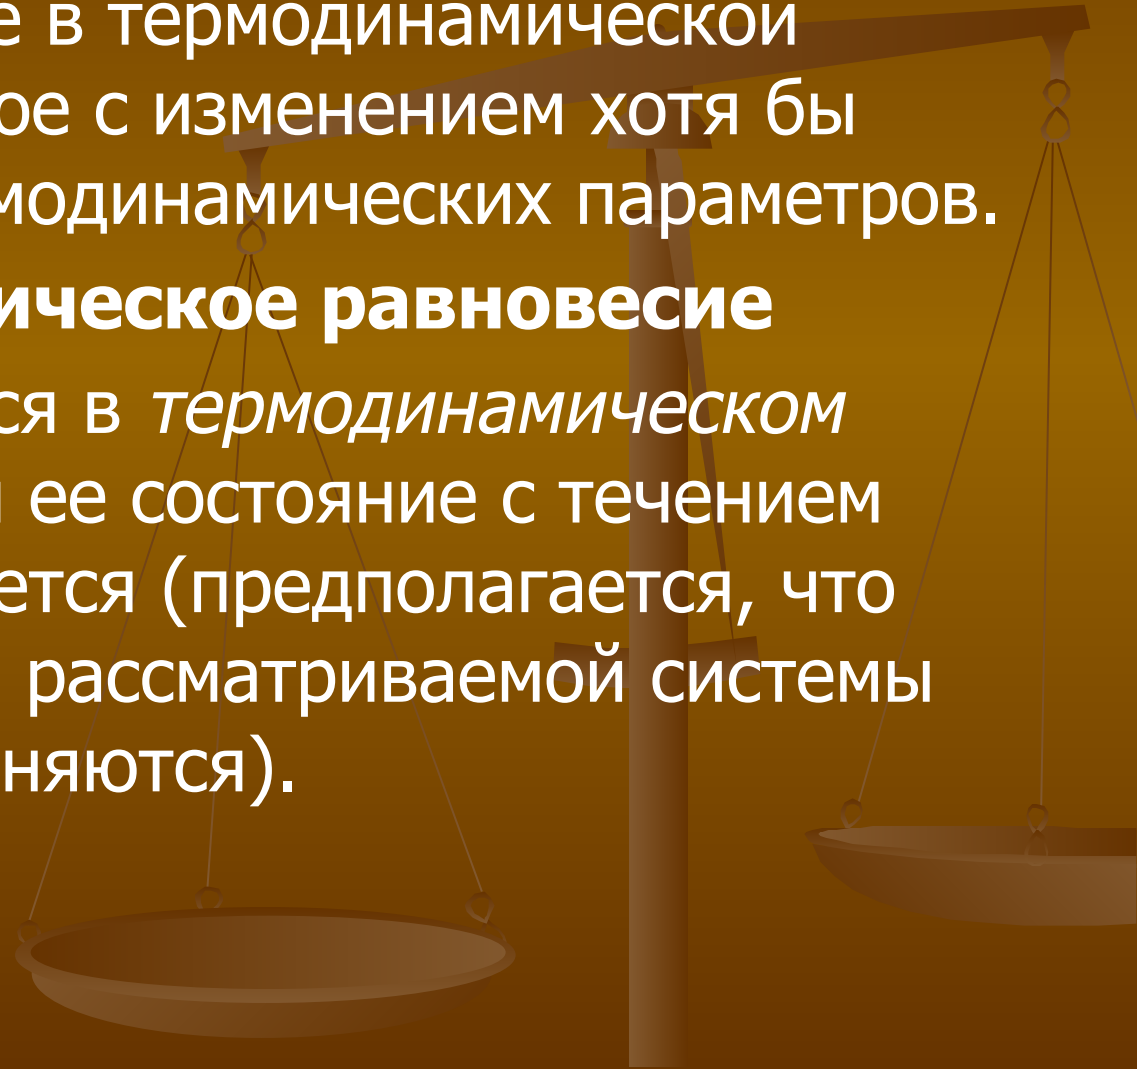 е в термодинамической
ое с изменением хотя бы
модинамических параметров.
ическое равновесие
ся в термодинамическом
ее состояние с течением
ется (предполагается, что
рассматриваемой системы
няются).